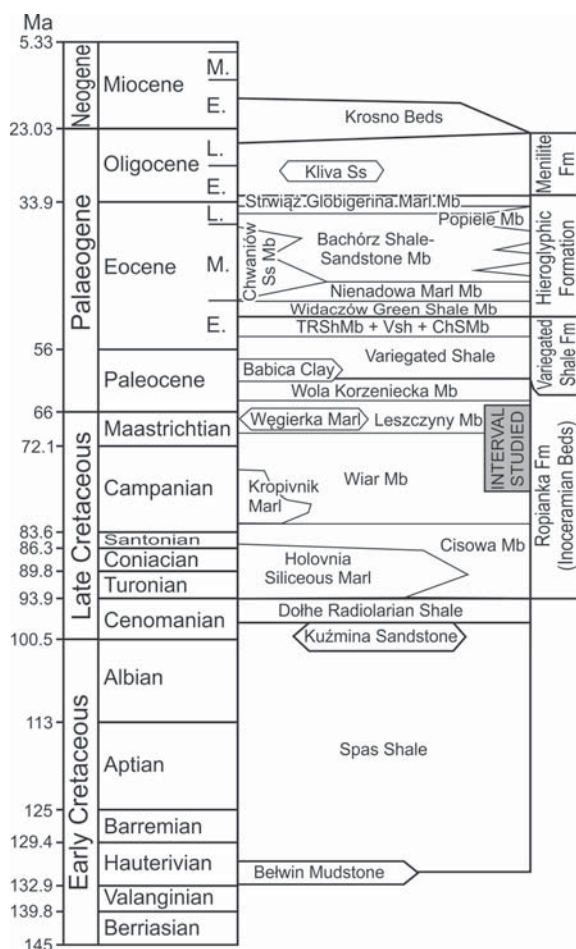 Ma
5.33
23.03
33.9
56
66
72.1
83.6
86.3
89.8
93.9
100.5
113
125
129.4
132.9
139.8
145
Neogene
Palaeogene
Late Cretaceous
Early Cretaceous
Miocene
M.
E.
Oligocene
L.
E.
Eocene
L.
M.
E.
Paleocene
Maastrichtian
Campanian
Santonian
Coniacian
Turonian
Cenomanian
Albian
Aptian
Barremian
Hauterivian
Valanginian
Berriasian
Krosno Beds
Kliva Ss
Strwiąż Globigerina Marl Mb
Popiele Mb
Chwaniów
Ss Mb
Bachórz Shale-
Sandstone Mb
Nienadowa Marl Mb
Widaczów Green Shale Mb
TRShMb + Vsh + ChSMb
Variegated Shale
Babica Clay
Wola Korzeniecka Mb
Węgierka Marl
Leszczyny Mb
INTERVAL
STUDIED
Kropivnik
Marl
Wiar Mb
Cisowa Mb
Holovnia
Siliceous Marl
Dołhe Radiolarian Shale
Kuźmina Sandstone
Spas Shale
Bełwin Mudstone
Menilite
Fm
Hieroglyphic
Formation
Variegated
Shale Fm
Ropianka Fm
(Inoceramian Beds)